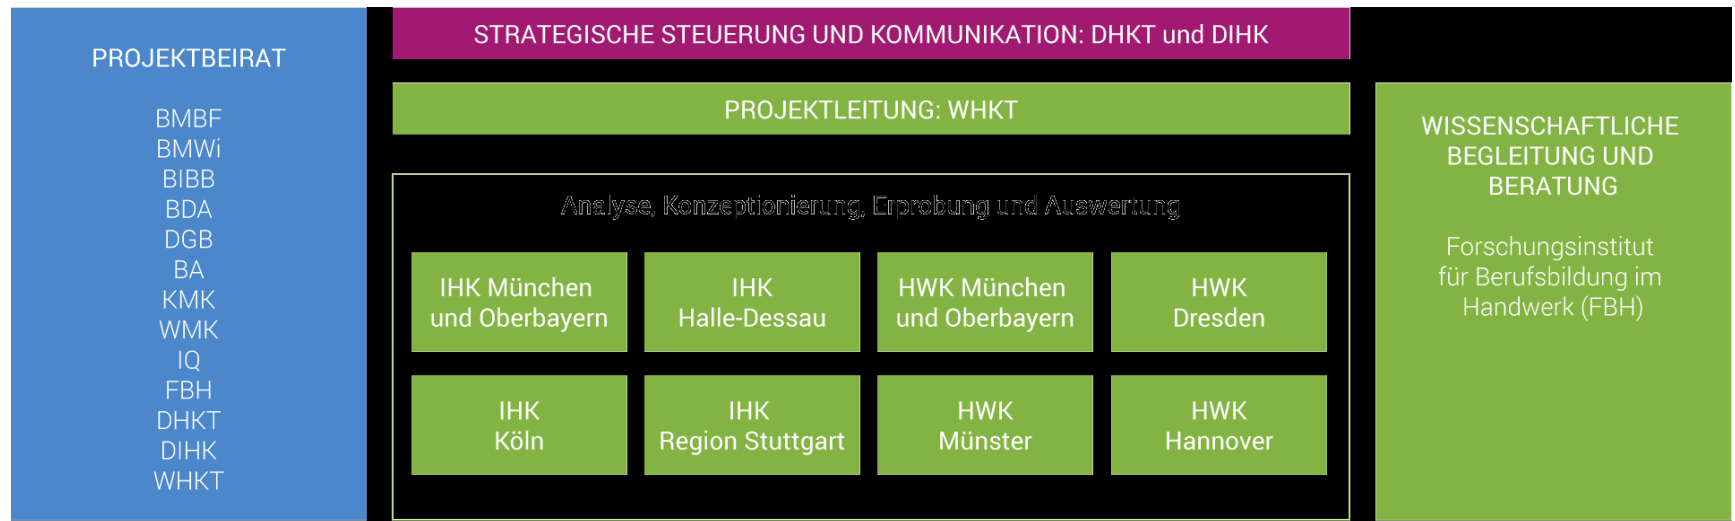 PROJEKTBEIRAT
BMBF
BMWi
BIBB
BDA
DGB
BA
KMK
WMK
IQ
FBH
DHKT
DIHK
WHKT
STRATEGISCHE STEUERUNG UND KOMMUNIKATION: DHKT und DIHK
PROJEKTLEITUNG: WHKT
Analyse, Konzeptionierung, Erprobung und Auswertung
IHK München
und Oberbayern
IHK
Halle-Dessau
HWK München
und Oberbayern
HWK
Dresden
IHK
Köln
IHK
Region Stuttgart
HWK
Münster
HWK
Hannover
WISSENSCHAFTLICHE
BEGLEITUNG UND
BERATUNG
Forschungsinstitut
für Berufsbildung im
Handwerk (FBH)